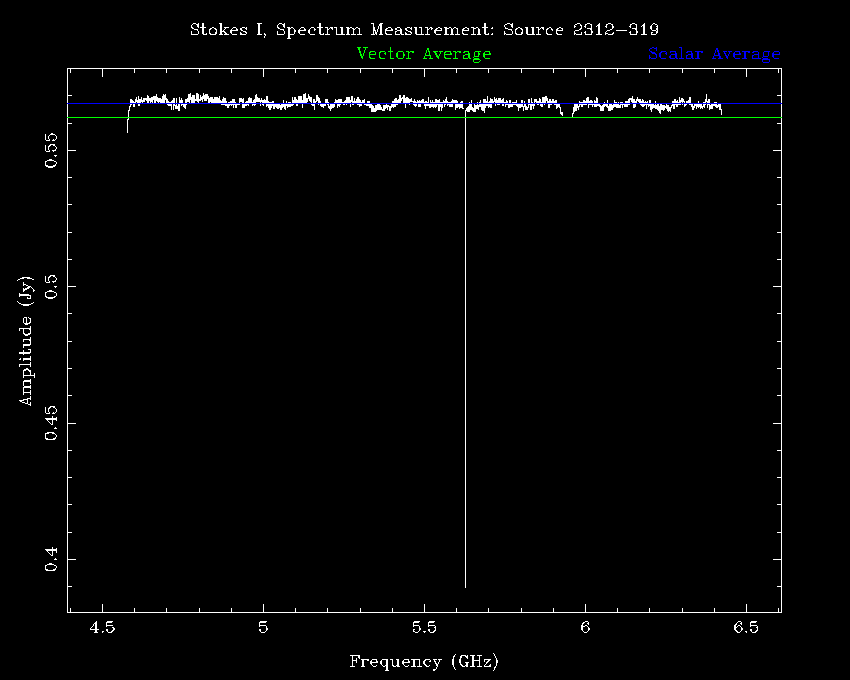 Stokes I, Spectrum Measurement: Source 2312−319
Vector Average
Scalar Average
0.55
0.5
0.45
0.4
Amplitude (Jy)
4.5 5 5.5 6 6.5
Frequency (GHz)